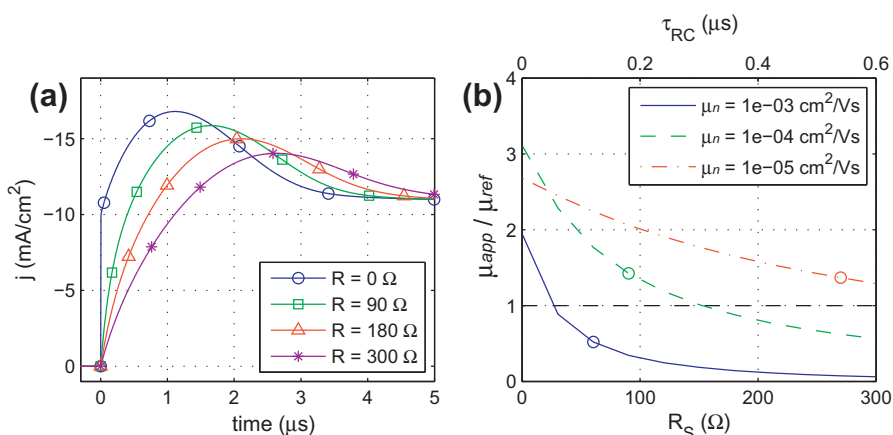 (a)
j (mA/cm²)
−15
−10
−5
0
0 1 2 3 4 5
time (μs)
R = 0 Ω
R = 90 Ω
R = 180 Ω
R = 300 Ω
(b)
τRC (μs)
0 0.2 0.4 0.6
μapp / μref
4
3
2
1
0
0 100 200 300
RS (Ω)
μn = 1e−03 cm²/Vs
μn = 1e−04 cm²/Vs
μn = 1e−05 cm²/Vs